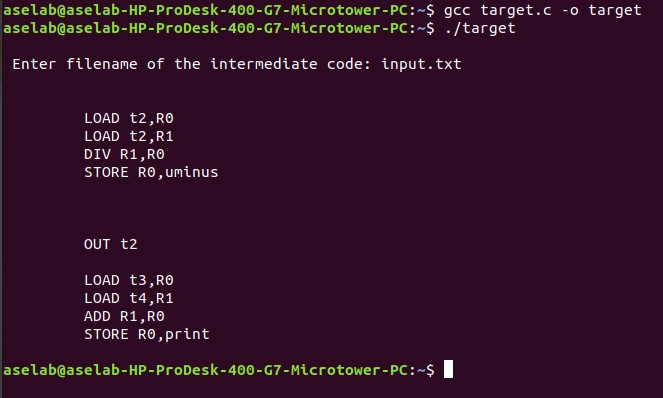 aselab@aselab-HP-ProDesk-400-G7-Microtower-PC:~$ gcc target.c -o target
aselab@aselab-HP-ProDesk-400-G7-Microtower-PC:~$ ./target
Enter filename of the intermediate code: input.txt
LOAD t2,R0
LOAD t2,R1
DIV R1,R0
STORE R0,uminus
OUT t2
LOAD t3,R0
LOAD t4,R1
ADD R1,R0
STORE R0,print
aselab@aselab-HP-ProDesk-400-G7-Microtower-PC:~$